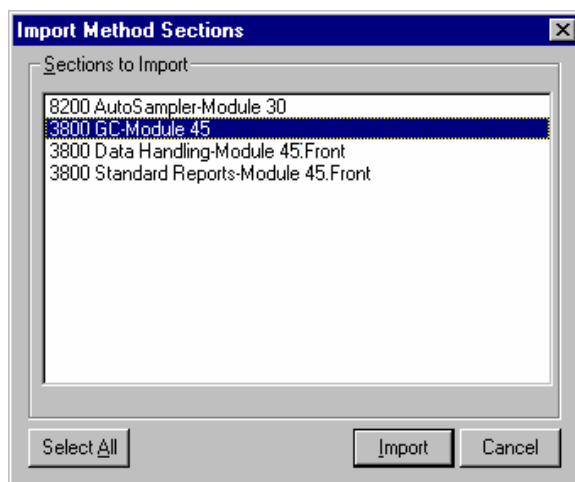 Import Method Sections
Sections to Import
8200 AutoSampler-Module 30
3800 GC-Module 45
3800 Data Handling-Module 45.Front
3800 Standard Reports-Module 45.Front
Select All
Import
Cancel